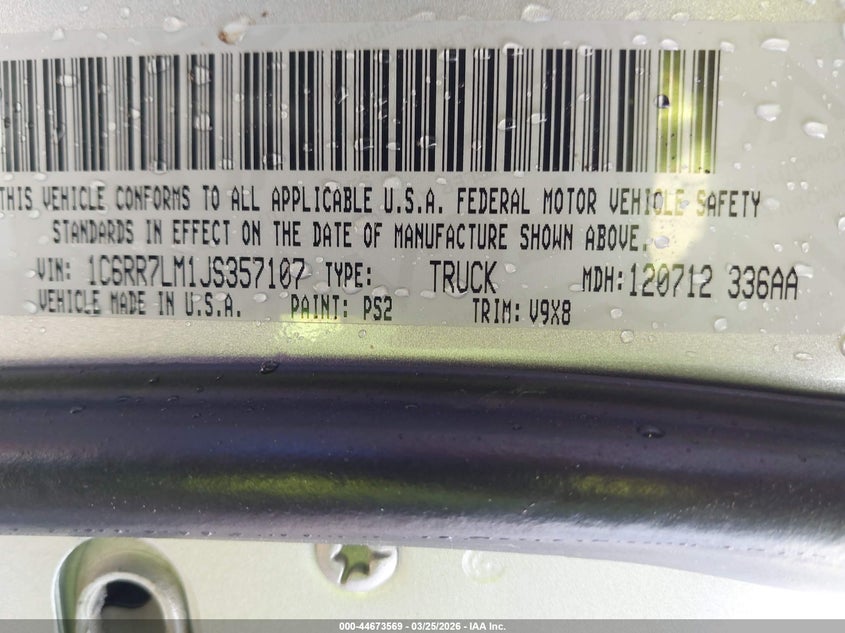 THIS VEHICLE CONFORMS TO ALL APPLICABLE U.S.A. FEDERAL MOTOR VEHICLE SAFETY
STANDARDS IN EFFECT ON THE DATE OF MANUFACTURE SHOWN ABOVE.
VIN: 1C6RR7LM1JS357107 TYPE: TRUCK MDH: 120712 336AA
VEHICLE MADE IN U.S.A. PAINT: PS2 TRIM: V9X8
000-44673569 | 03/25/2026 | IAA Inc.